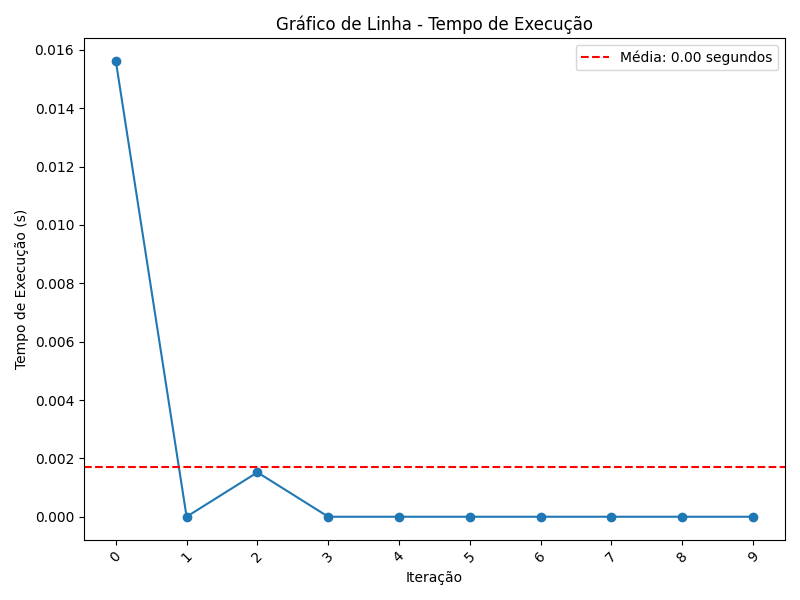 Gráfico de Linha - Tempo de Execução
Média: 0.00 segundos
Tempo de Execução (s)
0.016
0.014
0.012
0.010
0.008
0.006
0.004
0.002
0.000
0 1 2 3 4 5 6 7 8 9
Iteração